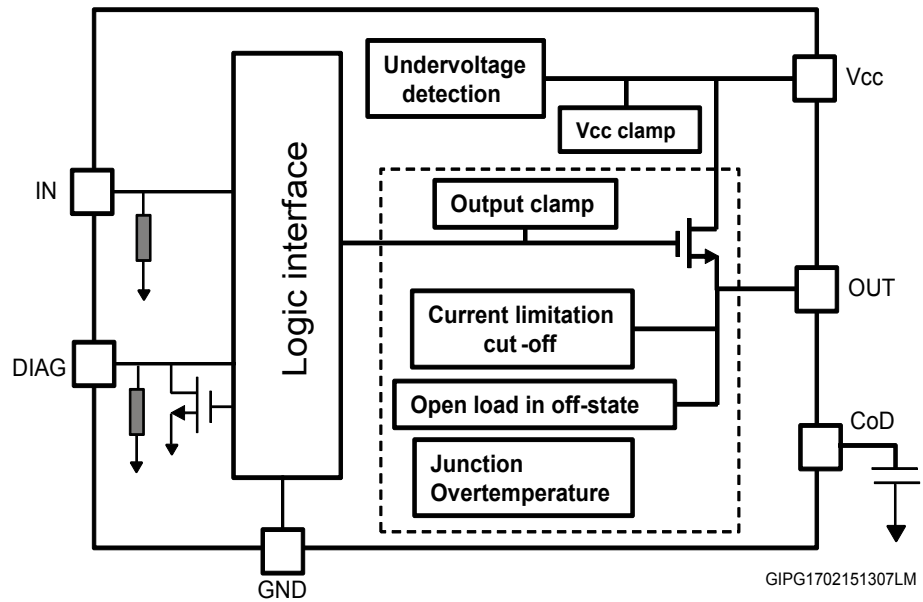 Undervoltage
detection
Vcc
Vcc clamp
IN
Logic interface
Output clamp
OUT
Current limitation
cut -off
DIAG
Open load in off-state
CoD
Junction
Overtemperature
GND
GIPG1702151307LM